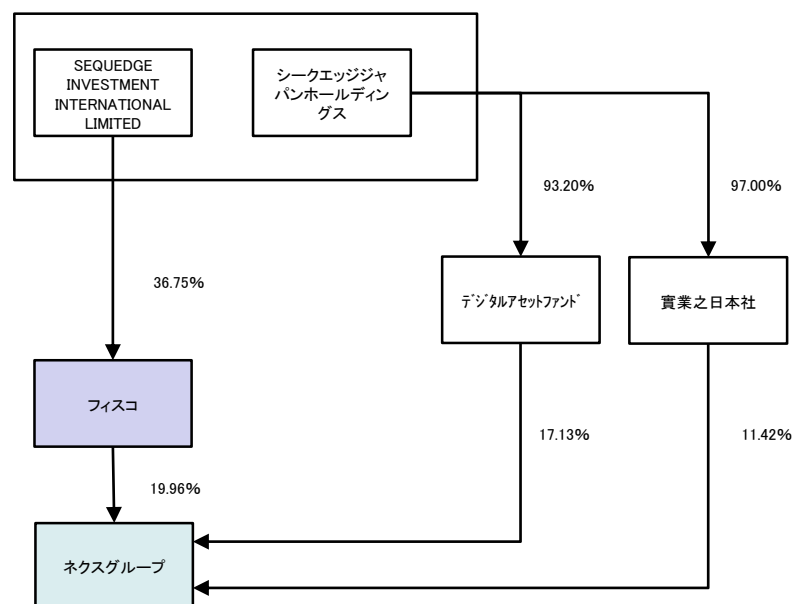 SEQUEDGE
INVESTMENT
INTERNATIONAL
LIMITED
シークエッジジャ
パンホールディン
グス
93.20%
97.00%
36.75%
ﾃﾞｼﾞﾀﾙｱｾｯﾄﾌｧﾝﾄﾞ
實業之日本社
フィスコ
17.13%
11.42%
19.96%
ネクスグループ